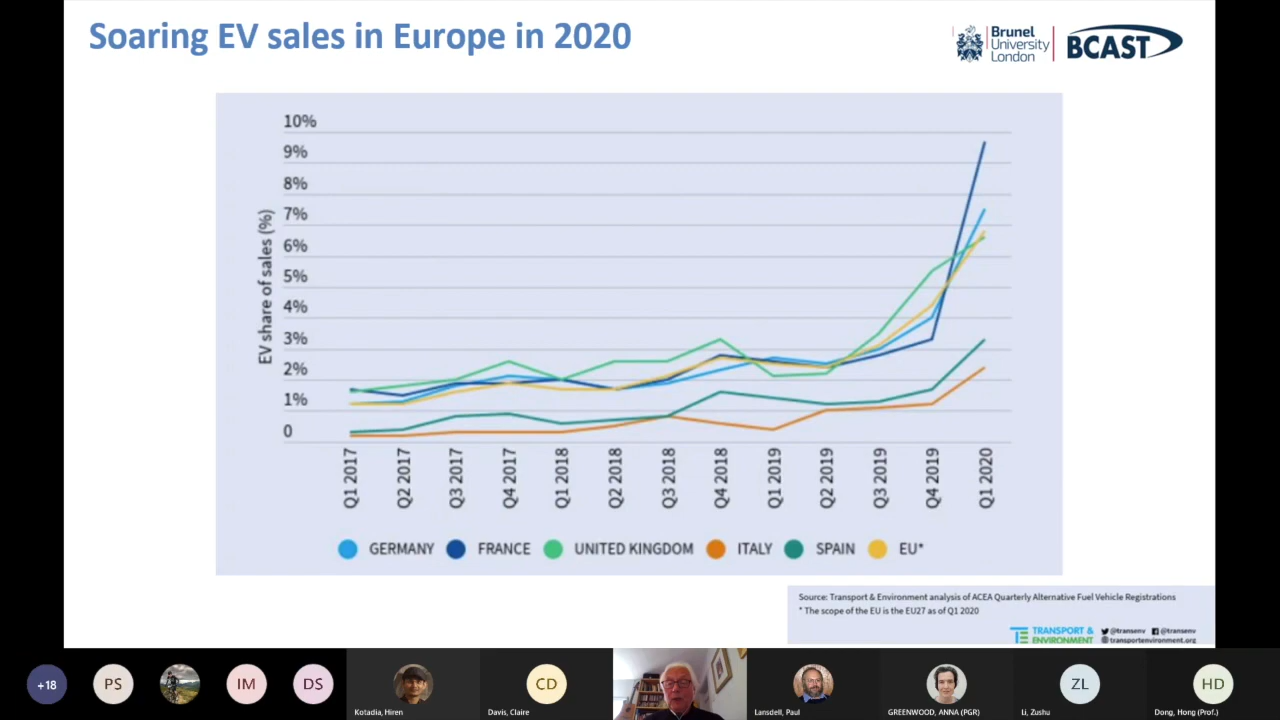 Soaring EV sales in Europe in 2020
Brunel
University
London
BCAST
10%
9%
8%
7%
6%
5%
4%
3%
2%
1%
0
EV share of sales (%)
Q1 2017
Q2 2017
Q3 2017
Q4 2017
Q1 2018
Q2 2018
Q3 2018
Q4 2018
Q1 2019
Q2 2019
Q3 2019
Q4 2019
Q1 2020
GERMANY
FRANCE
UNITED KINGDOM
ITALY
SPAIN
EU*
Source: Transport & Environment analysis of ACEA Quarterly Alternative Fuel Vehicle Registrations
* The scope of the EU is the EU27 as of Q1 2020
TRANSPORT &
ENVIRONMENT
@transenv @transenv
transportenvironment.org
+18
PS
IM
DS
CD
ZL
HD
Kotadia, Hiren
Davis, Claire
Lansdell, Paul
GREENWOOD, ANNA (PGR)
Li, Zushu
Dong, Hong (Prof.)